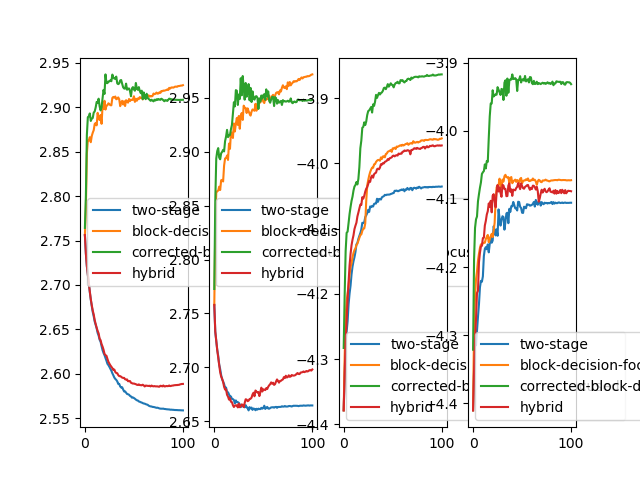 2.95
2.90
2.85
2.80
2.75
2.70
2.65
2.60
2.55
0
100
two-stage
block-decis
corrected-b
hybrid
2.95
2.90
2.85
2.80
2.75
2.70
2.65
0
100
two-stage
block-decis
corrected-b
hybrid
−3.9
−4.0
−4.1
−4.2
−4.3
−4.4
0
100
two-stage
block-decis
corrected-b
hybrid
−3.9
−4.0
−4.1
−4.2
−4.3
−4.4
0
100
two-stage
block-decision-foc
corrected-block-d
hybrid